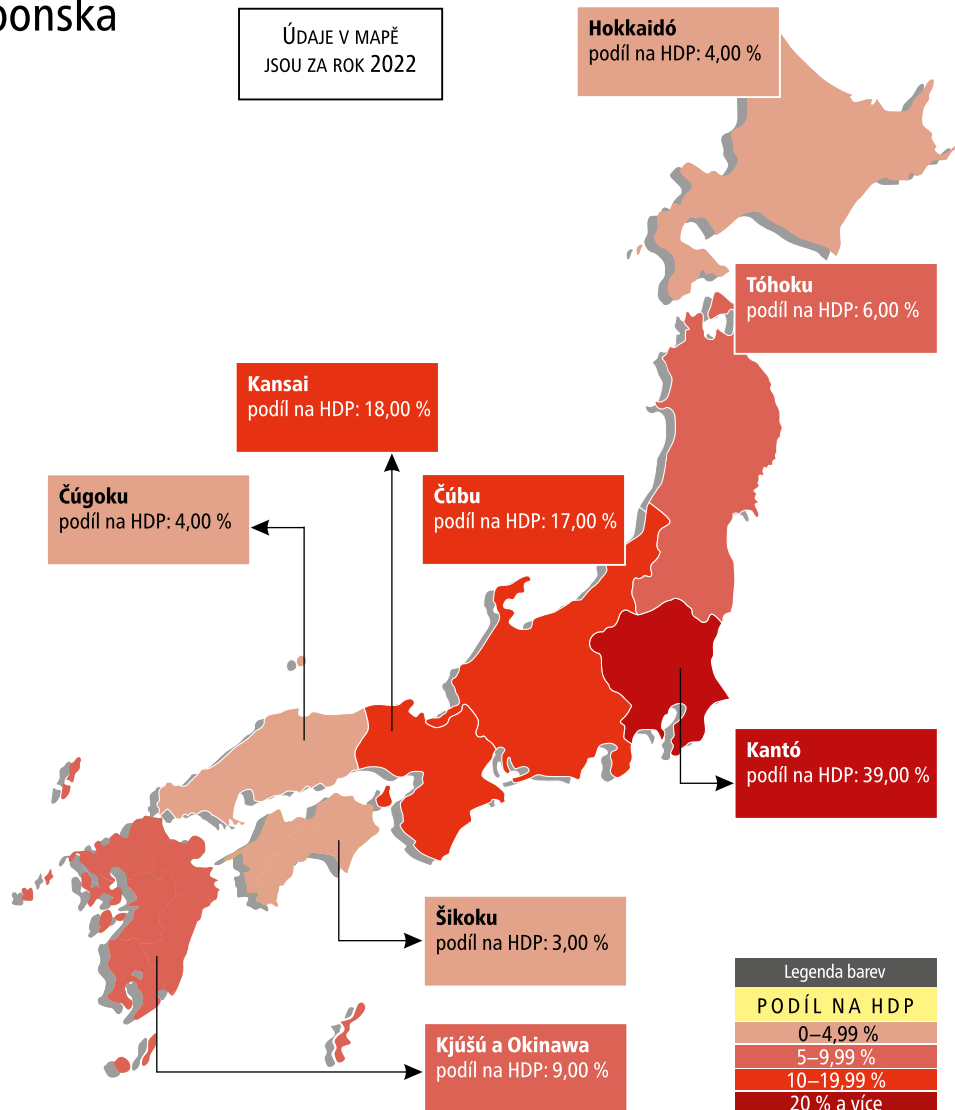 ÚDAJE V MAPĚ
JSOU ZA ROK 2022
Hokkaidó
podíl na HDP: 4,00 %
Tóhoku
podíl na HDP: 6,00 %
Kansai
podíl na HDP: 18,00 %
Čúgoku
podíl na HDP: 4,00 %
Čúbu
podíl na HDP: 17,00 %
Kantó
podíl na HDP: 39,00 %
Šikoku
podíl na HDP: 3,00 %
Kjúšú a Okinawa
podíl na HDP: 9,00 %
Legenda barev
PODÍL NA HDP
0–4,99 %
5–9,99 %
10–19,99 %
20 % a více